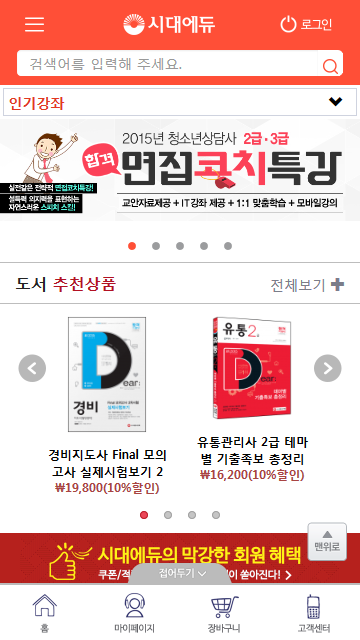 시대에듀
로그인
검색어를 입력해 주세요.
인기강좌
2015년 청소년상담사 2급·3급
합격
면접코치특강
실전같은 전략적 면접코치특강!
설득력 의지력을 표현하는
자연스러운 스피치 스킬!
교안자료제공 + IT강좌 제공 + 1:1 맞춤학습 + 모바일강의
도서 추천상품
전체보기
Dear:
경비
유통2급
Dear:
경비지도사 Final 모의
고사 실제시험보기 2
₩19,800(10%할인)
유통관리사 2급 테마
별 기출족보 총정리
₩16,200(10%할인)
맨위로
시대에듀의 막강한 회원 혜택
쏟아진다!
접어두기
홈
마이페이지
장바구니
고객센터